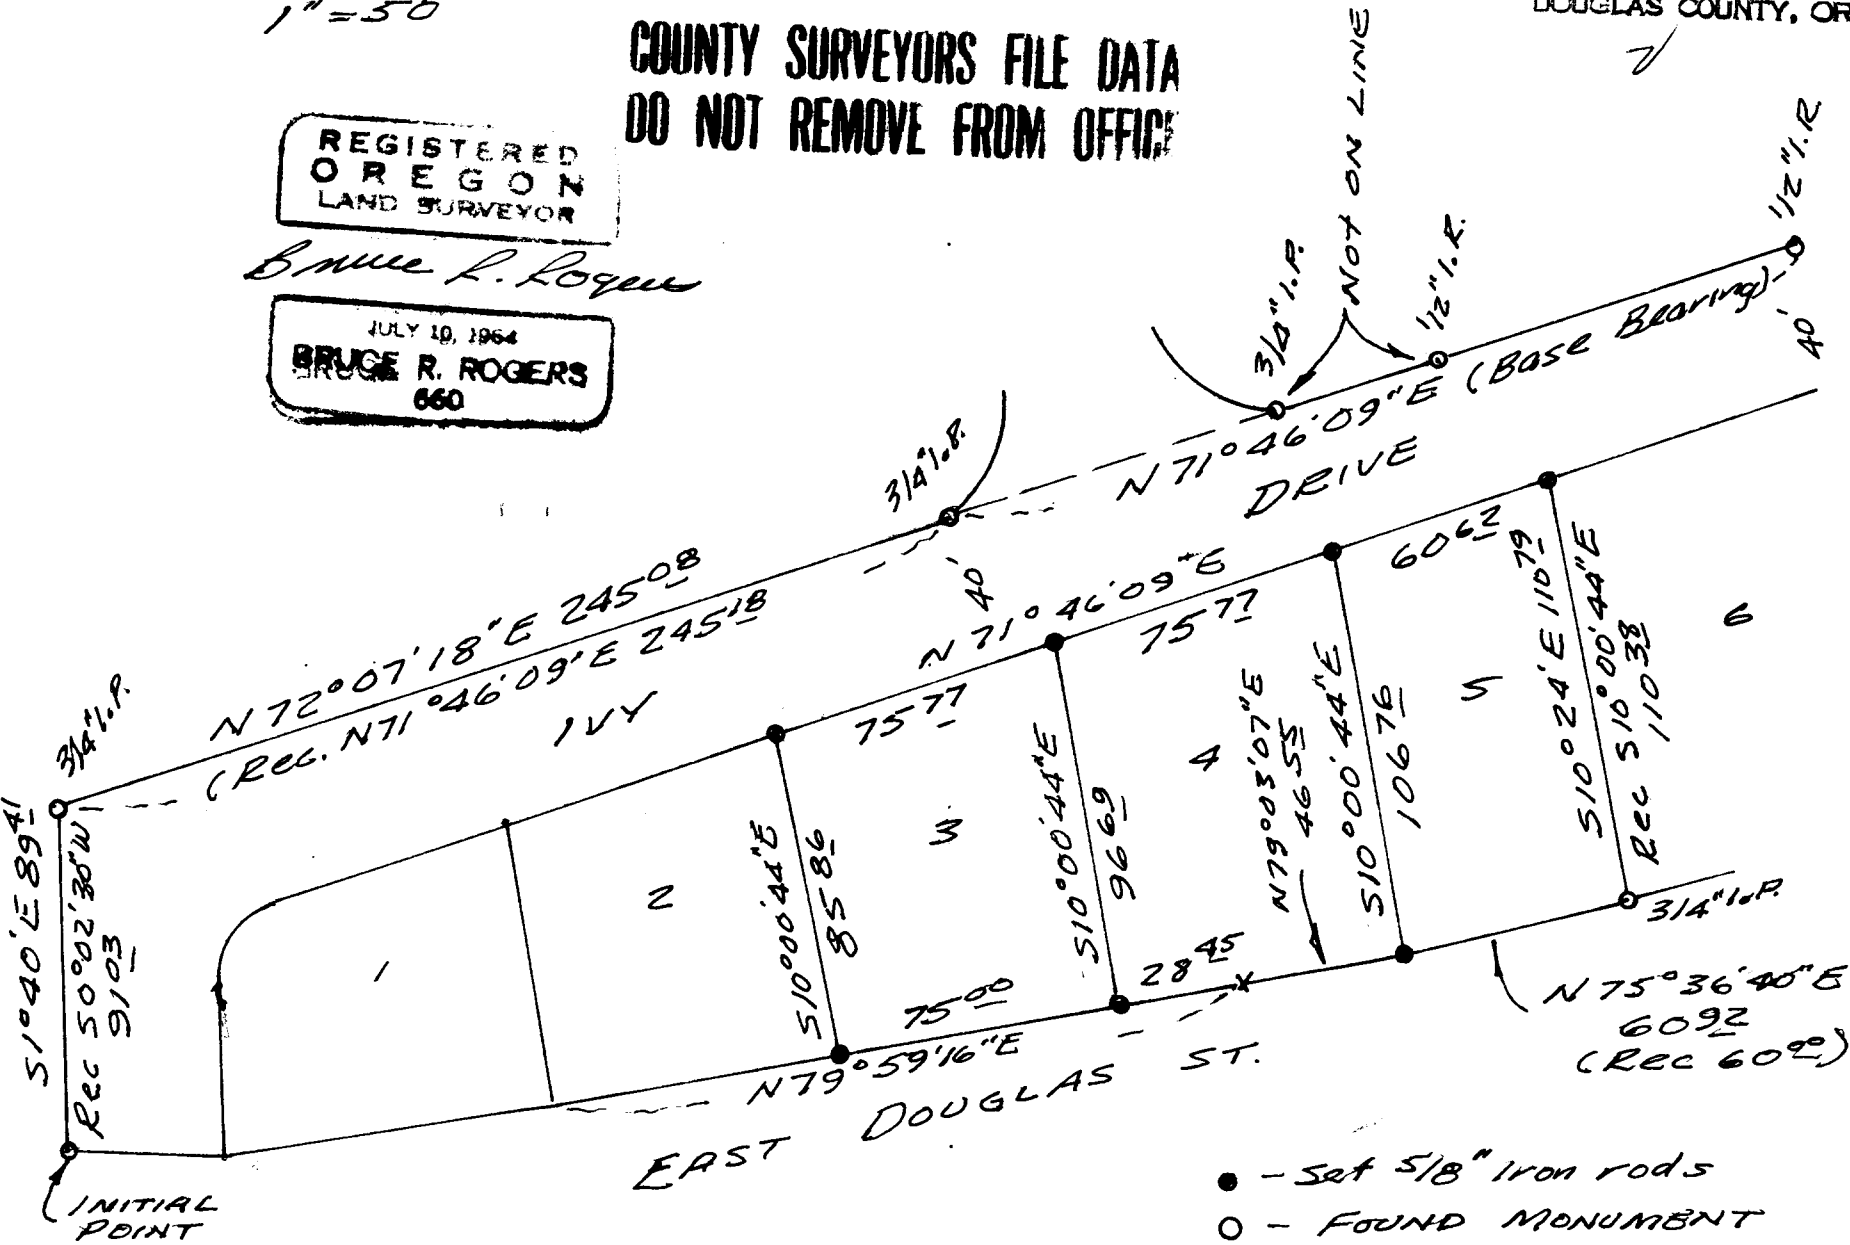 1" = 50
DOUGLAS COUNTY, OR
COUNTY SURVEYORS FILE DATA
DO NOT REMOVE FROM OFFICE
REGISTERED
OREGON
LAND SURVEYOR
Bruce R. Rogers
JULY 10, 1964
BRUCE R. ROGERS
660
NOT ON LINE
3/4" I.P.
1/2" I.R.
1/2" I.R
40'
N 71° 46' 09" E (Base Bearing)
DRIVE
3/4" I.P.
40'
N 72° 07' 18" E 245 08
(Rec. N 71° 46' 09" E 245 18
IVY
3/4" I.P.
N 71° 46' 09" E
75 77
75 77
60 62
S 1° 40' E 89 41
Rec S 0° 02' 30" W
91 03
1
2
3
4
5
6
S 10° 00' 44" E
85 86
S 10° 00' 44" E
96 69
N 79° 03' 07" E
46 55
S 10° 00' 44" E
106 76
S 10° 24' E 110 79
Rec S 10° 00' 44" E
110 38
3/4" I.P.
28 45
x
75 00
N 79° 59' 16" E
N 75° 36' 40" E
60 92
(Rec 60 00)
EAST DOUGLAS ST.
INITIAL
POINT
● - Set 5/8" Iron rods
○ - FOUND MONUMENT